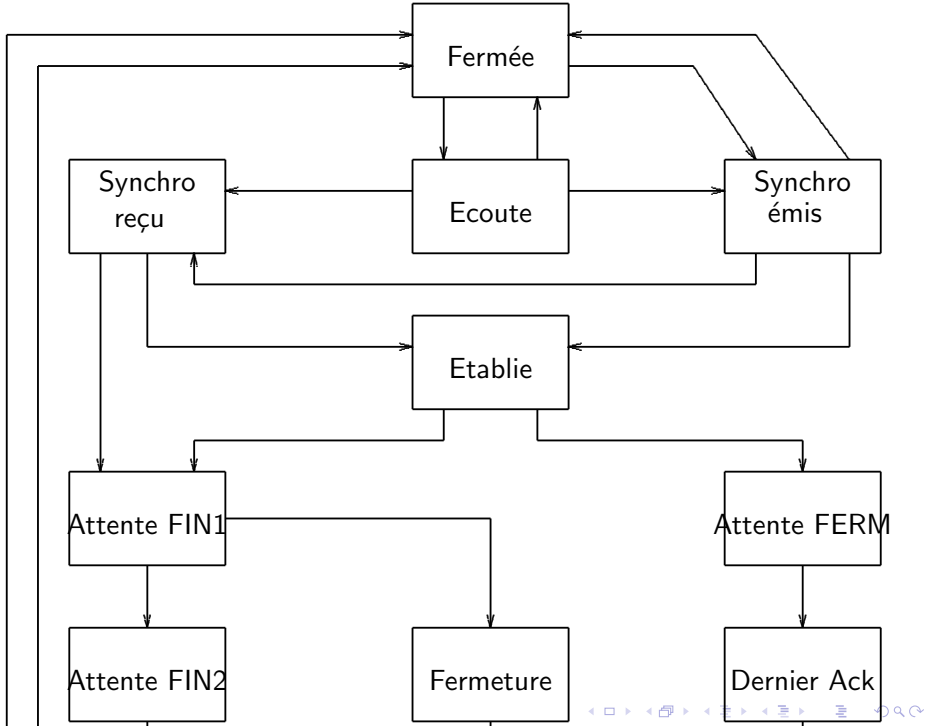 Fermée
Synchro
reçu
Ecoute
Synchro
émis
Etablie
Attente FIN1
Attente FERM
Attente FIN2
Fermeture
Dernier Ack